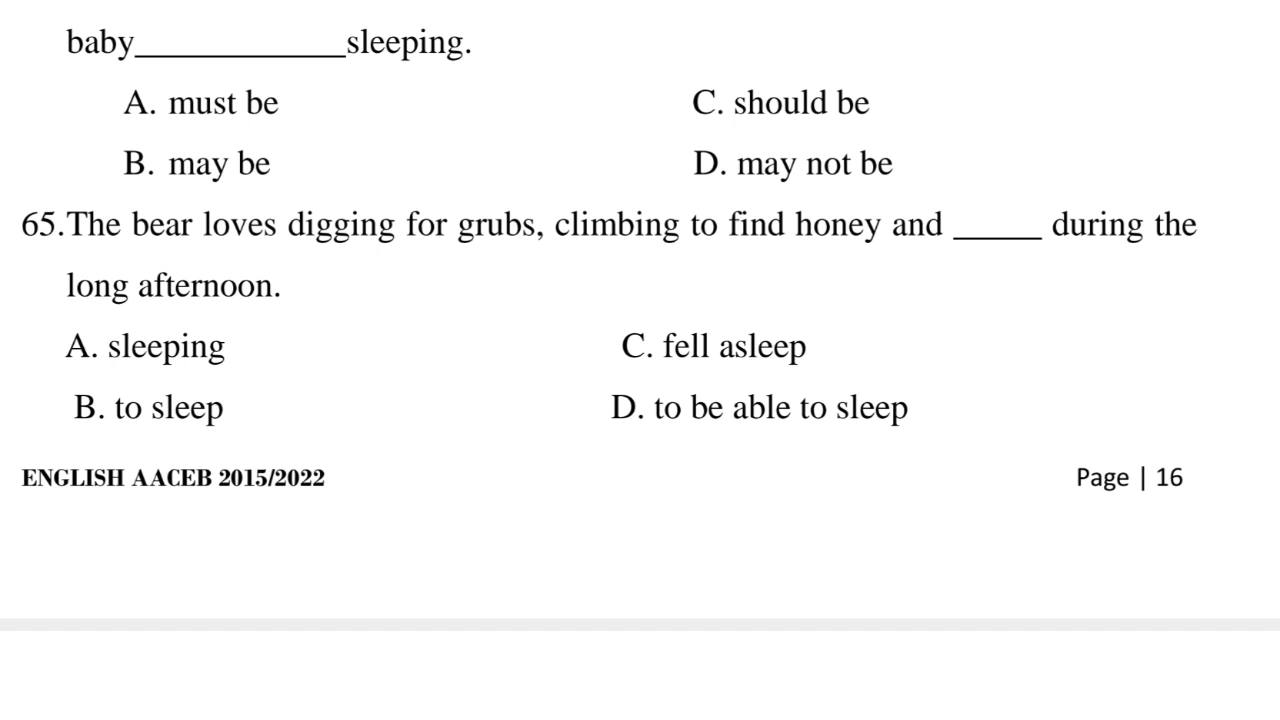 baby____________sleeping.
A. must be C. should be
B. may be D. may not be
65.The bear loves digging for grubs, climbing to find honey and _____ during the
long afternoon.
A. sleeping C. fell asleep
B. to sleep D. to be able to sleep
ENGLISH AACEB 2015/2022 Page | 16